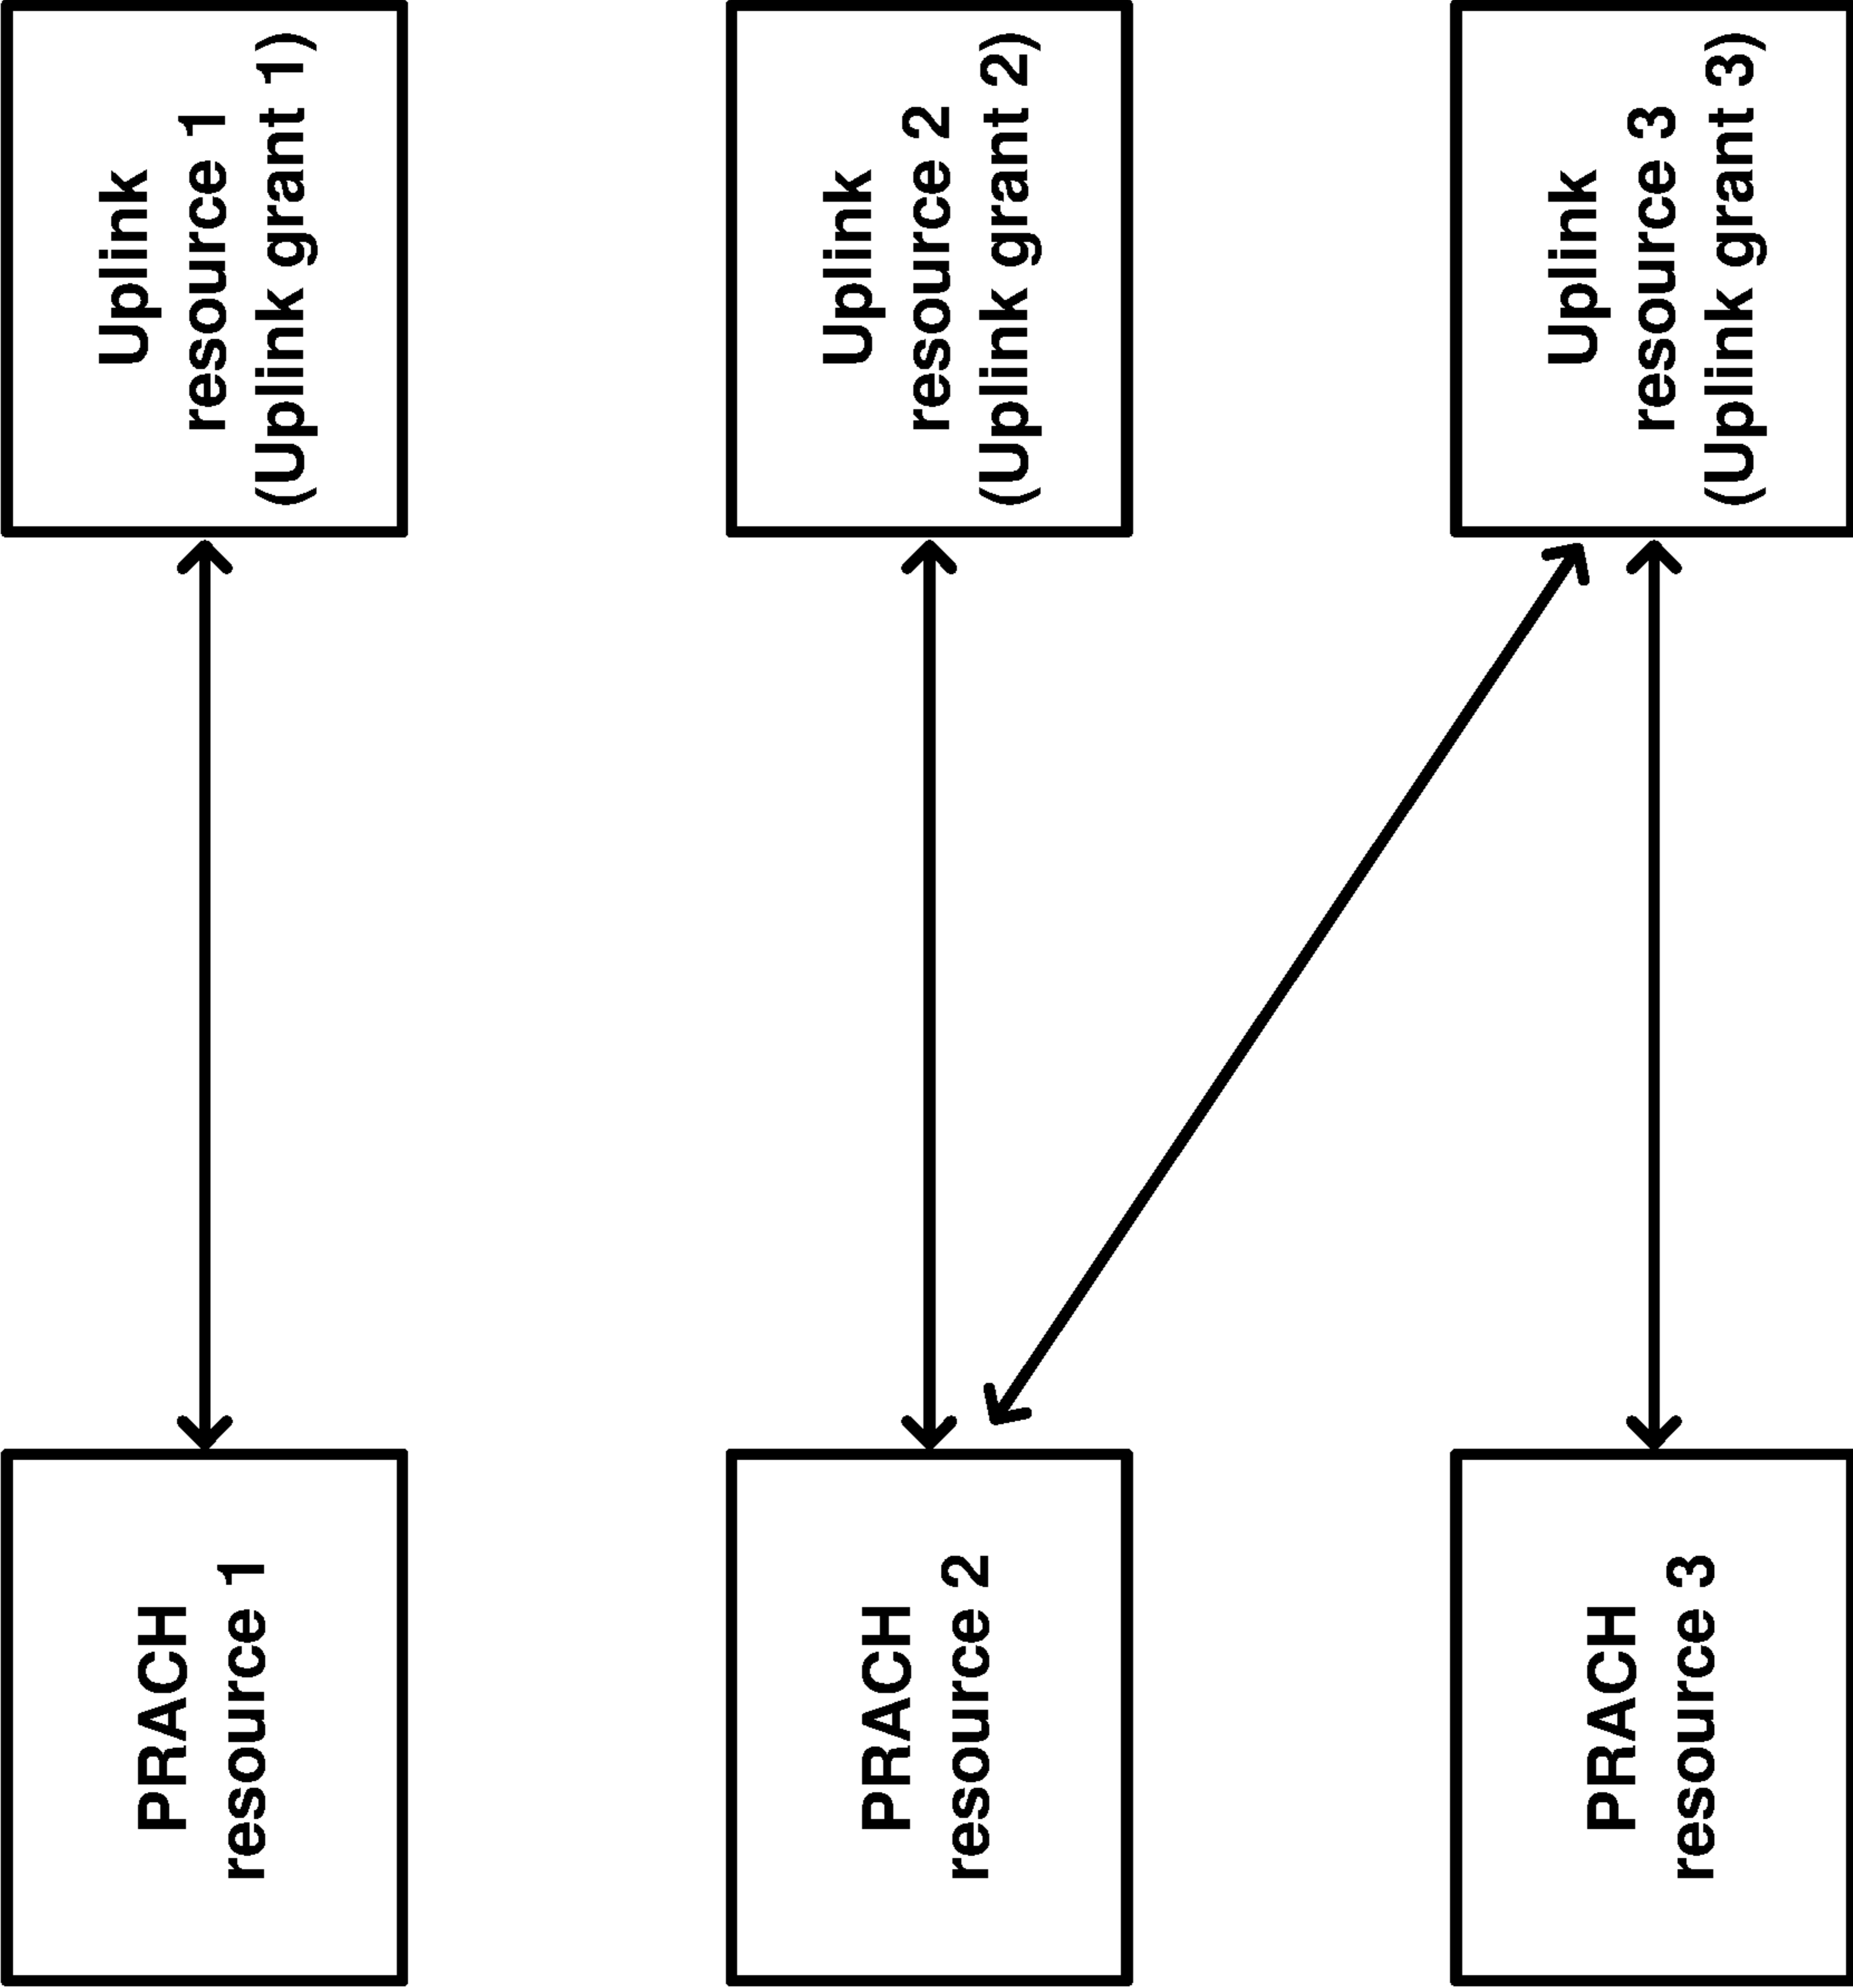 PRACH
resource 1
Uplink
resource 1
(Uplink grant 1)
PRACH
resource 2
Uplink
resource 2
(Uplink grant 2)
PRACH
resource 3
Uplink
resource 3
(Uplink grant 3)